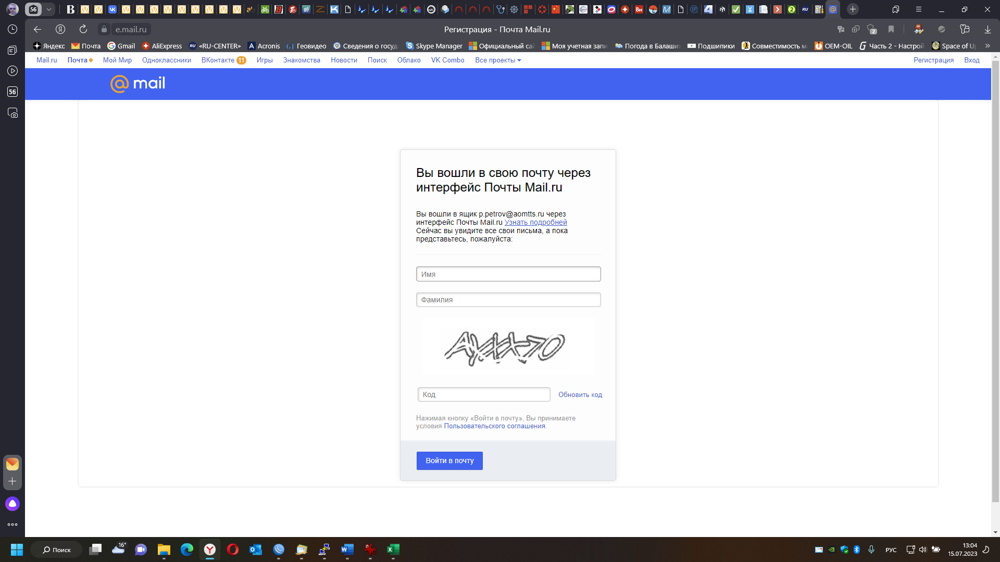 56
B
Регистрация - Почта Mail.ru
e.mail.ru
2
Яндекс
Почта
Gmail
AliExpress
«RU-CENTER»
Acronis
Геовидео
Сведения о госуд
Skype Manager
Официальный сай
Моя учетная запи
Погода в Балаших
Подшипики
Совместимость м
OEM-OIL
Часть 2 - Настрой
Space of Up
»
Mail.ru
Почта
Мой Мир
Одноклассники
ВКонтакте 11
Игры
Знакомства
Новости
Поиск
Облако
VK Combo
Все проекты
Регистрация
Вход
56
@ mail
Вы вошли в свою почту через
интерфейс Почты Mail.ru
Вы вошли в ящик p.petrov@aomtts.ru через
интерфейс Почты Mail.ru Узнать подробней
Сейчас вы увидите все свои письма, а пока
представьтесь, пожалуйста:
Имя
Фамилия
Код
Обновить код
Нажимая кнопку «Войти в почту», Вы принимаете
условия Пользовательского соглашения.
Войти в почту
Поиск
16°
РУС
13:04
15.07.2023